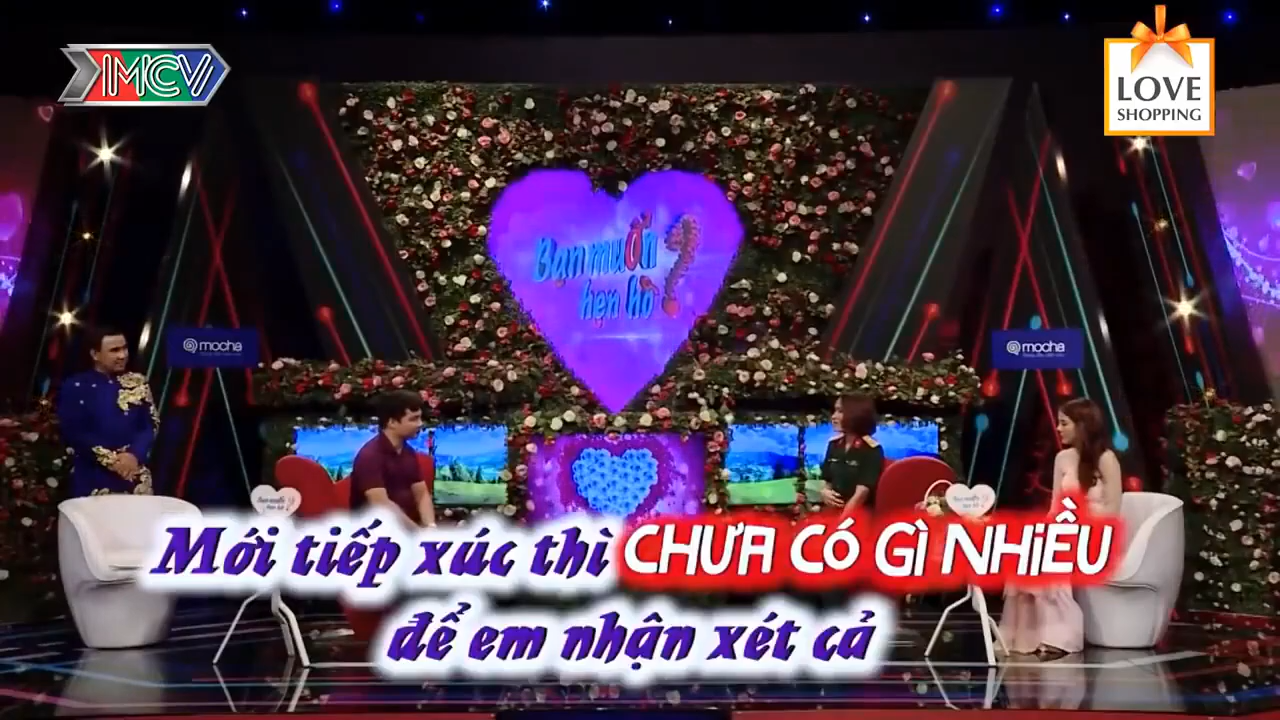 MCV
LOVE
SHOPPING
Bạn muốn
hẹn hò ?
mocha
mocha
Mới tiếp xúc thì CHƯA CÓ GÌ NHIỀU
để em nhận xét cả